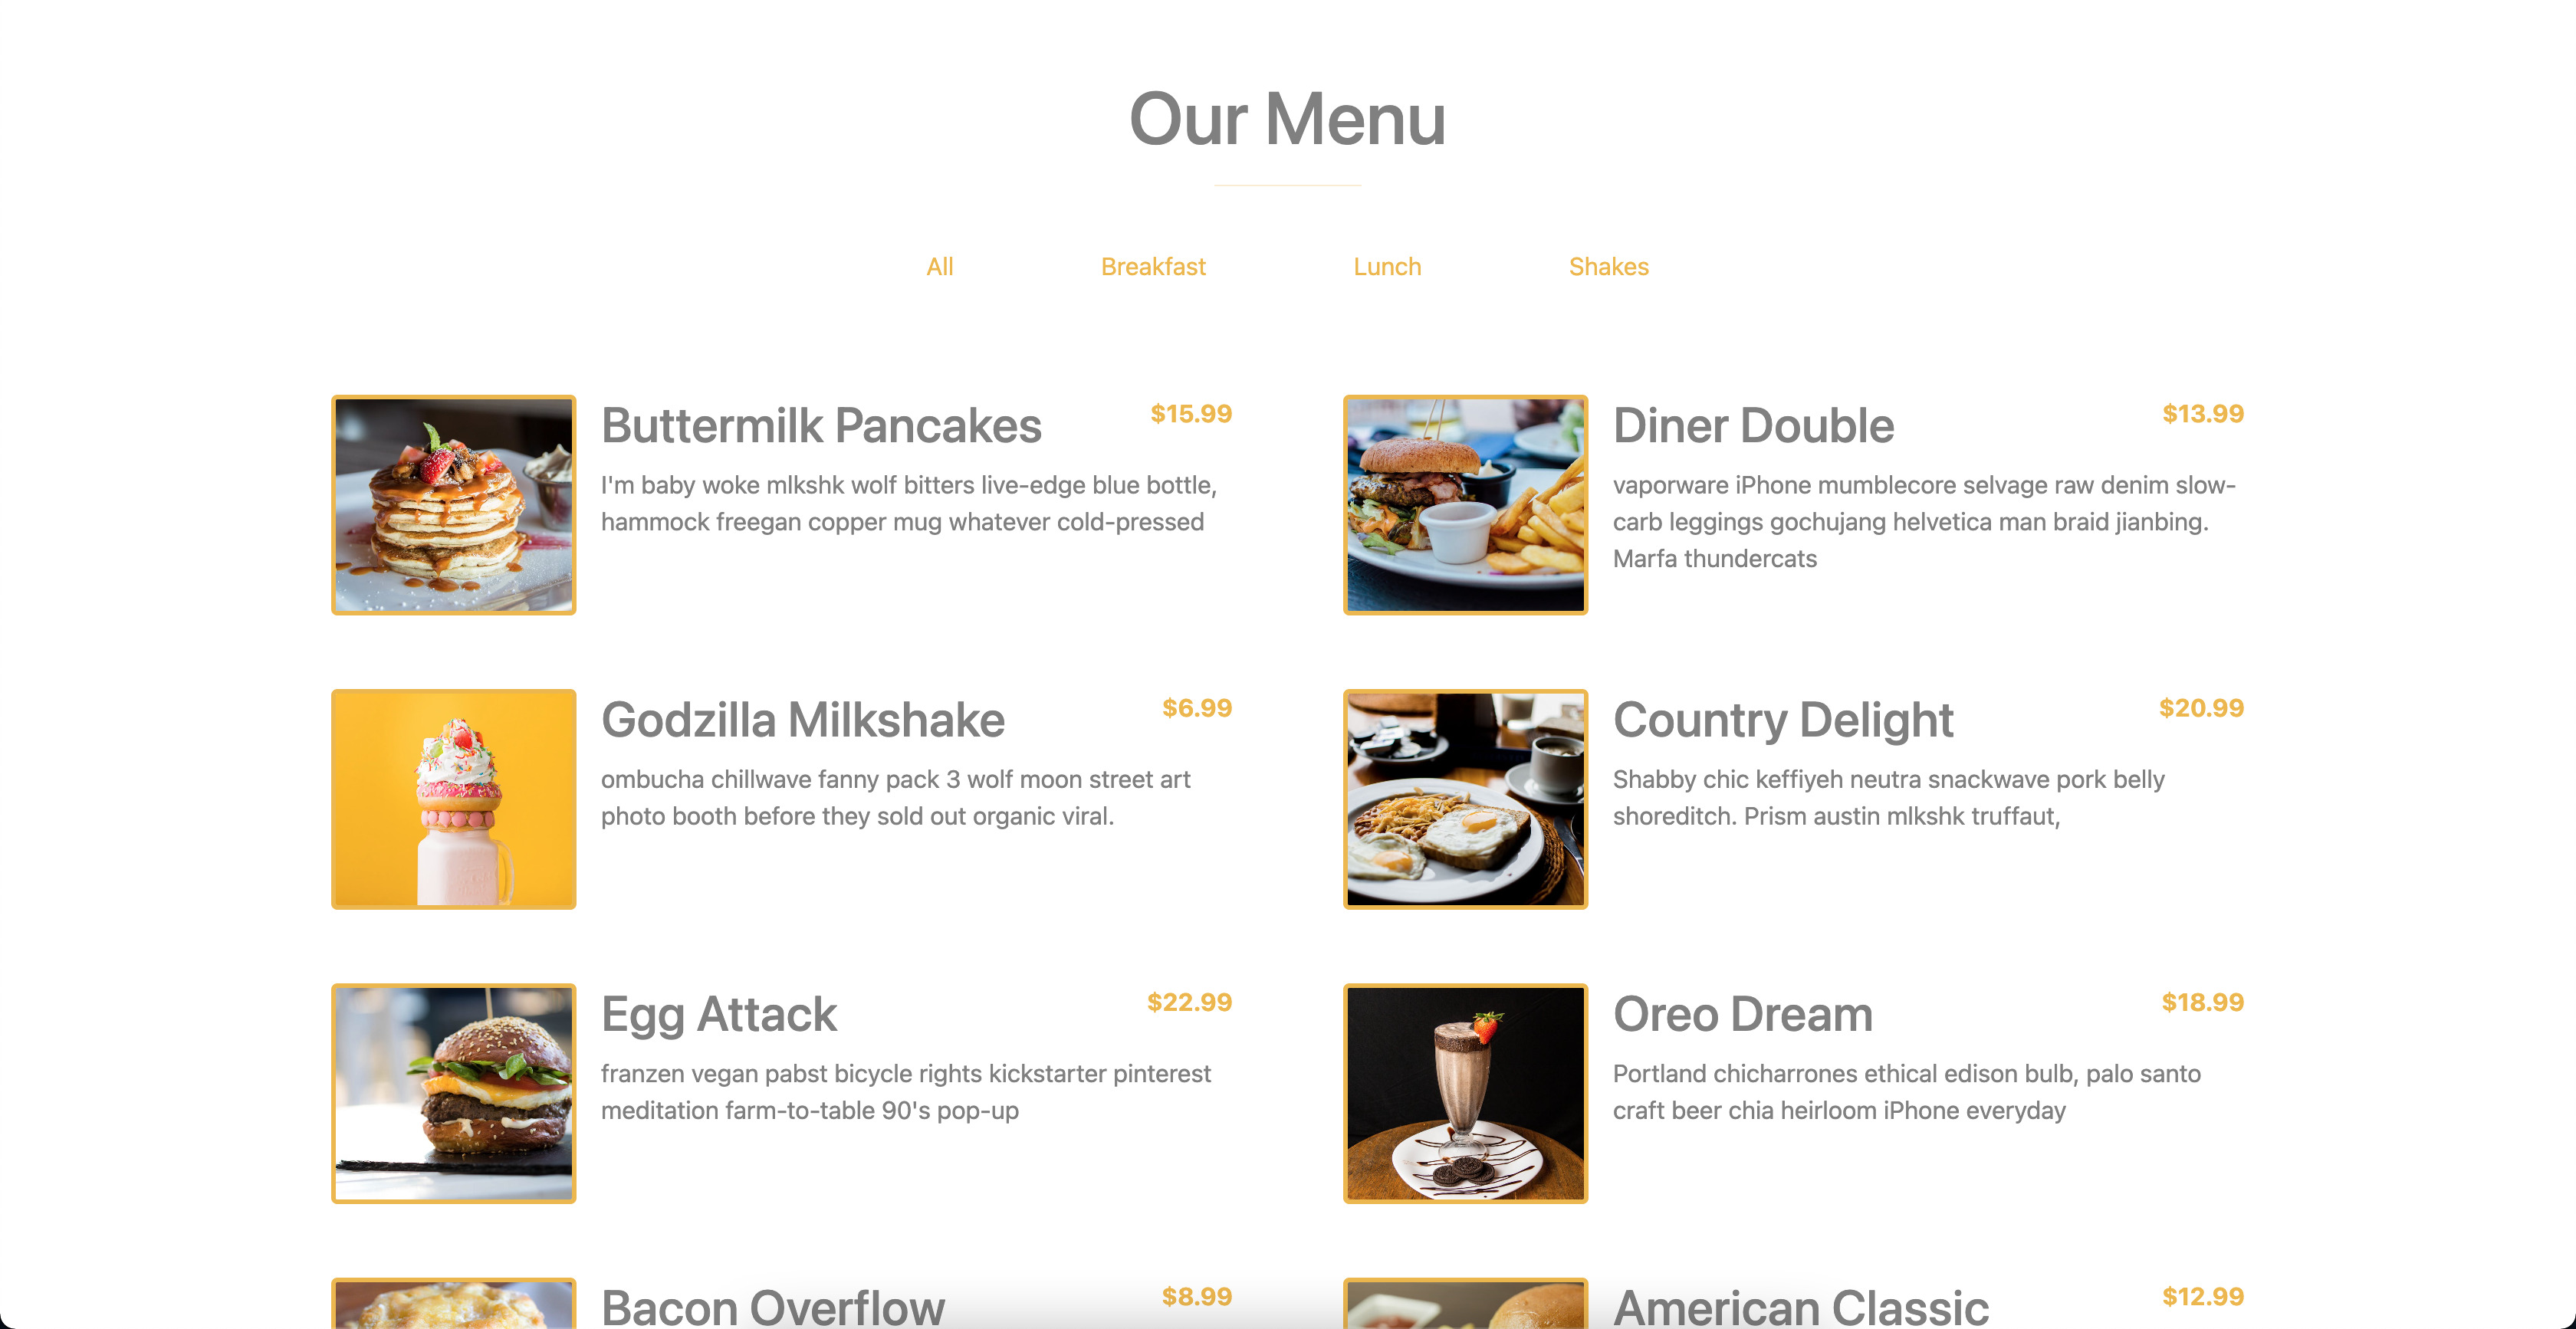 Our Menu
All Breakfast Lunch Shakes
Buttermilk Pancakes $15.99
I'm baby woke mlkshk wolf bitters live-edge blue bottle,
hammock freegan copper mug whatever cold-pressed
Diner Double $13.99
vaporware iPhone mumblecore selvage raw denim slow-
carb leggings gochujang helvetica man braid jianbing.
Marfa thundercats
Godzilla Milkshake $6.99
ombucha chillwave fanny pack 3 wolf moon street art
photo booth before they sold out organic viral.
Country Delight $20.99
Shabby chic keffiyeh neutra snackwave pork belly
shoreditch. Prism austin mlkshk truffaut,
Egg Attack $22.99
franzen vegan pabst bicycle rights kickstarter pinterest
meditation farm-to-table 90's pop-up
Oreo Dream $18.99
Portland chicharrones ethical edison bulb, palo santo
craft beer chia heirloom iPhone everyday
Bacon Overflow $8.99
American Classic $12.99